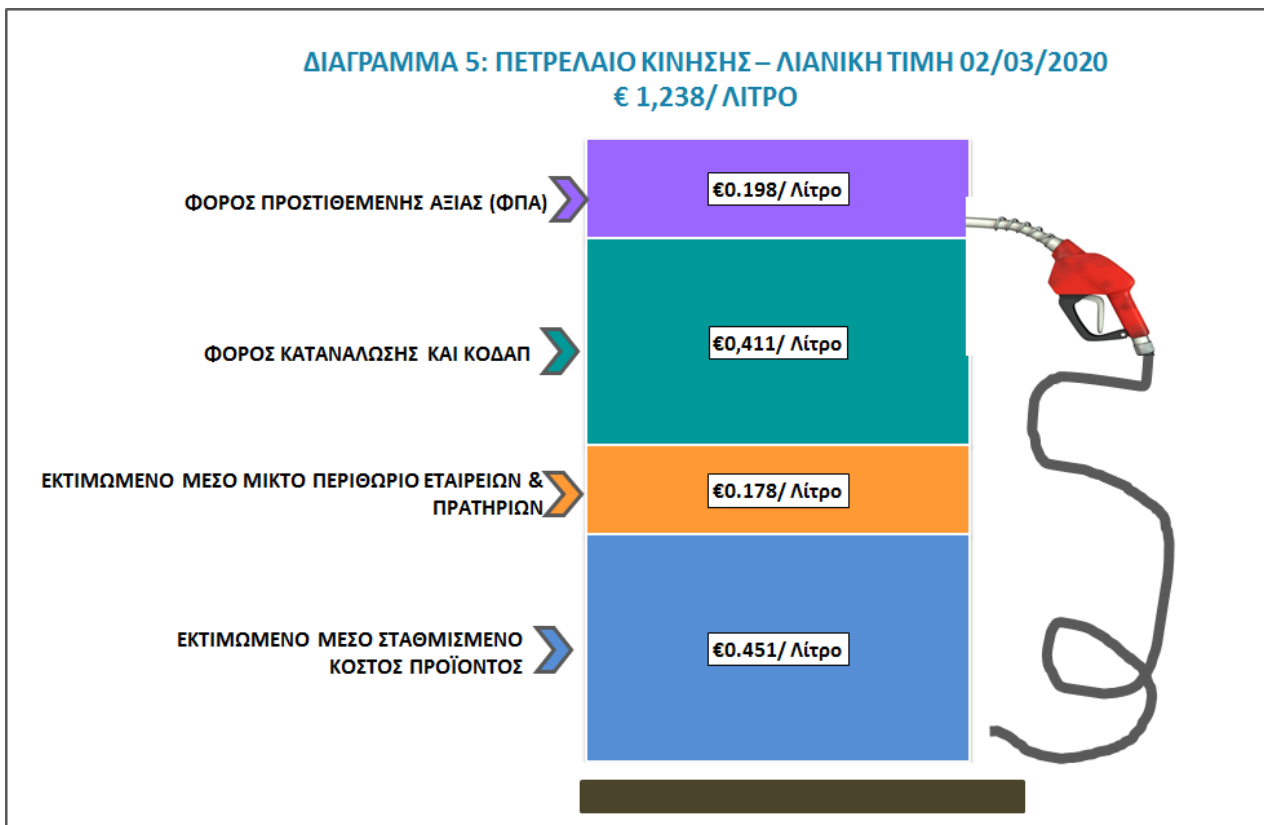 ΔΙΑΓΡΑΜΜΑ 5: ΠΕΤΡΕΛΑΙΟ ΚΙΝΗΣΗΣ – ΛΙΑΝΙΚΗ ΤΙΜΗ 02/03/2020
€ 1,238/ ΛΙΤΡΟ
ΦΟΡΟΣ ΠΡΟΣΤΙΘΕΜΕΝΗΣ ΑΞΙΑΣ (ΦΠΑ)
€0.198/ Λίτρο
ΦΟΡΟΣ ΚΑΤΑΝΑΛΩΣΗΣ ΚΑΙ ΚΟΔΑΠ
€0,411/ Λίτρο
ΕΚΤΙΜΩΜΕΝΟ ΜΕΣΟ ΜΙΚΤΟ ΠΕΡΙΘΩΡΙΟ ΕΤΑΙΡΕΙΩΝ &
ΠΡΑΤΗΡΙΩΝ
€0.178/ Λίτρο
ΕΚΤΙΜΩΜΕΝΟ ΜΕΣΟ ΣΤΑΘΜΙΣΜΕΝΟ
ΚΟΣΤΟΣ ΠΡΟΪΟΝΤΟΣ
€0.451/ Λίτρο